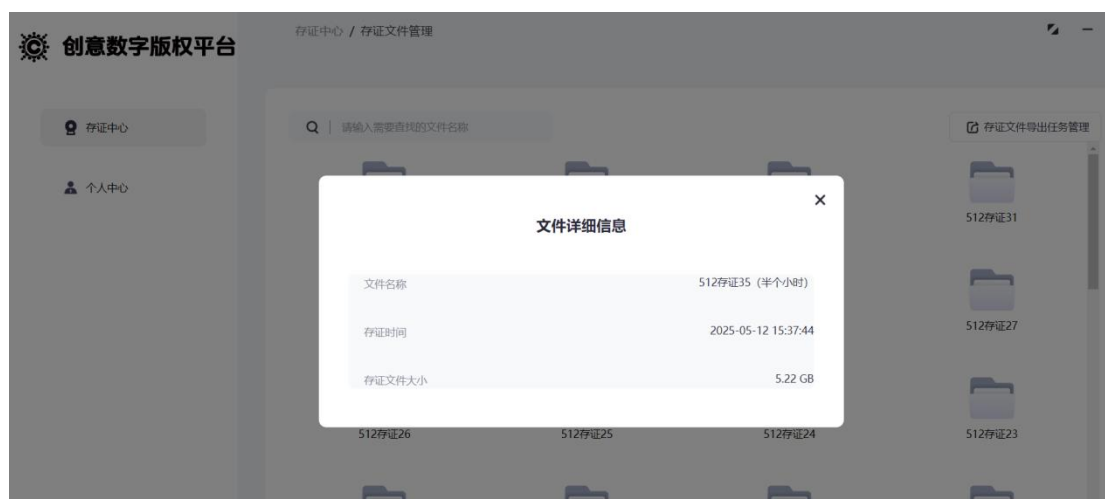 创意数字版权平台
存证中心 / 存证文件管理
存证中心
个人中心
请输入需要查找的文件名称
存证文件导出任务管理
512存证31
文件详细信息
文件名称 512存证35（半个小时）
存证时间 2025-05-12 15:37:44
存证文件大小 5.22 GB
512存证27
512存证26 512存证25 512存证24 512存证23